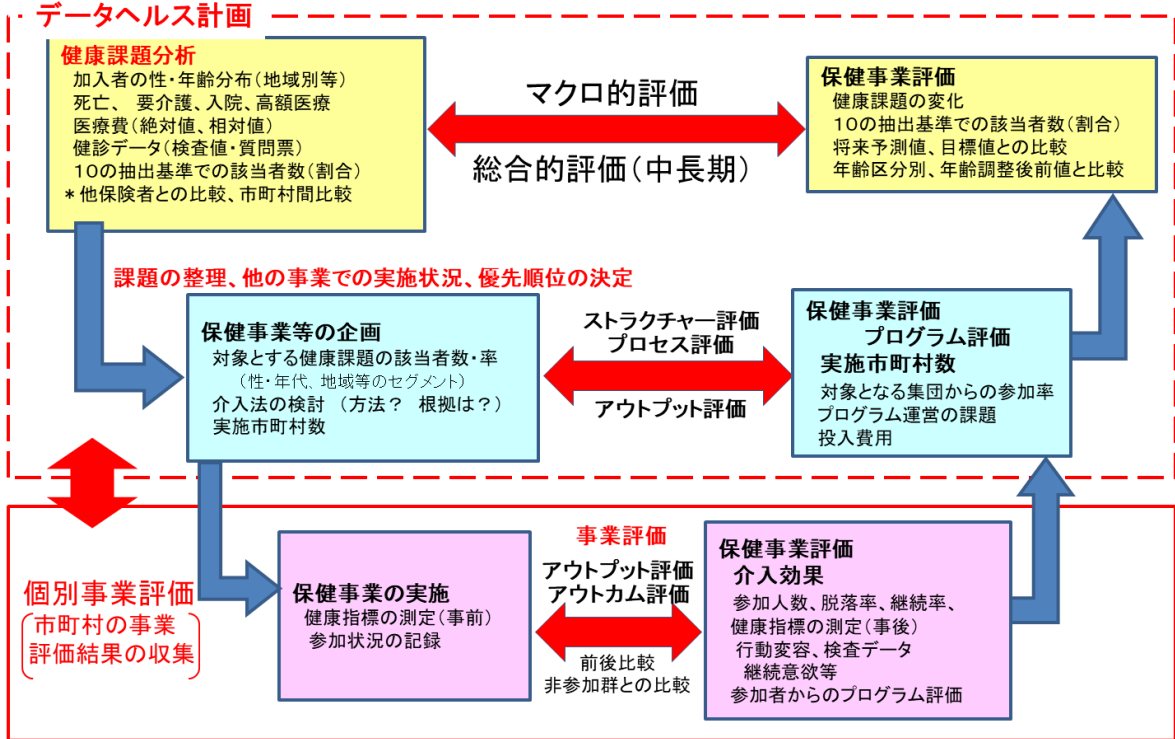 データヘルス計画
健康課題分析
加入者の性・年齢分布(地域別等)
死亡、 要介護、入院、高額医療
医療費(絶対値、相対値)
健診データ(検査値・質問票)
10の抽出基準での該当者数(割合)
*他保険者との比較、市町村間比較
マクロ的評価
総合的評価(中長期)
保健事業評価
健康課題の変化
10の抽出基準での該当者数(割合)
将来予測値、目標値との比較
年齢区分別、年齢調整後前値と比較
課題の整理、他の事業での実施状況、優先順位の決定
保健事業等の企画
対象とする健康課題の該当者数・率
(性・年代、地域等のセグメント)
介入法の検討 (方法? 根拠は?)
実施市町村数
ストラクチャー評価
プロセス評価
アウトプット評価
保健事業評価
プログラム評価
実施市町村数
対象となる集団からの参加率
プログラム運営の課題
投入費用
個別事業評価
市町村の事業
評価結果の収集
保健事業の実施
健康指標の測定(事前)
参加状況の記録
事業評価
アウトプット評価
アウトカム評価
前後比較
非参加群との比較
保健事業評価
介入効果
参加人数、脱落率、継続率、
健康指標の測定(事後)
行動変容、検査データ
継続意欲等
参加者からのプログラム評価